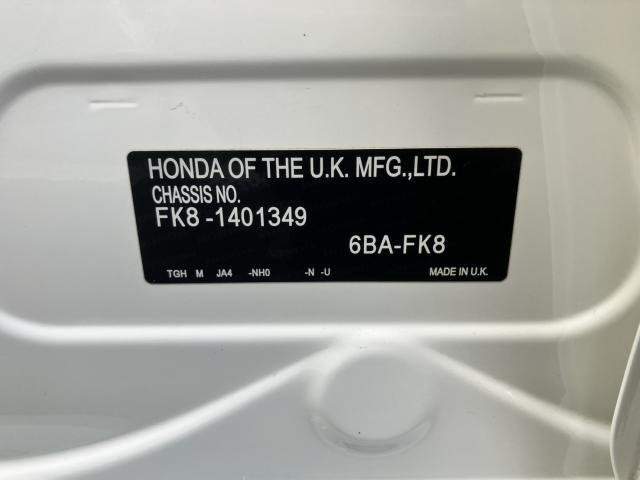 HONDA OF THE U.K. MFG.,LTD.
CHASSIS NO.
FK8 -1401349
6BA-FK8
TGH M JA4 -NH0 -N -U MADE IN U.K.